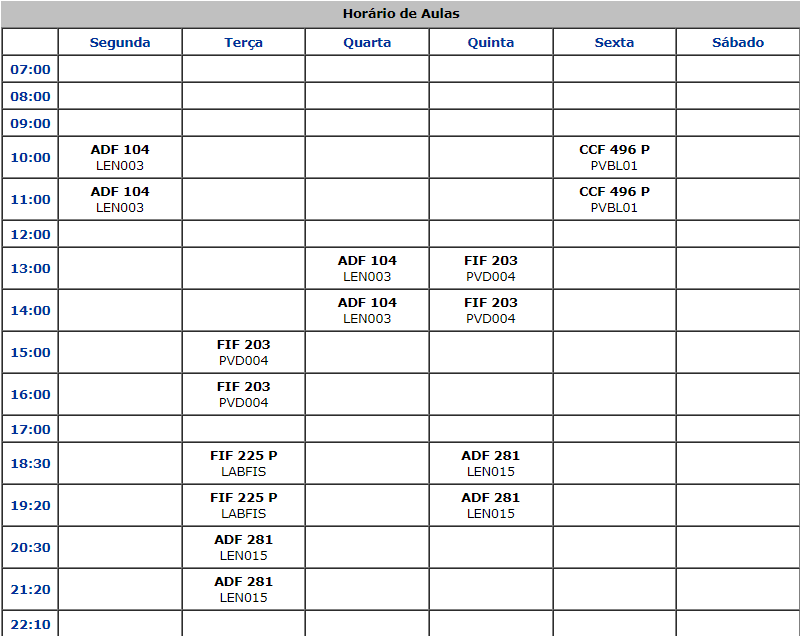 Horário de Aulas
Segunda Terça Quarta Quinta Sexta Sábado
07:00
08:00
09:00
10:00 ADF 104 CCF 496 P
LEN003 PVBL01
11:00 ADF 104 CCF 496 P
LEN003 PVBL01
12:00
13:00 ADF 104 FIF 203
LEN003 PVD004
14:00 ADF 104 FIF 203
LEN003 PVD004
15:00 FIF 203
PVD004
16:00 FIF 203
PVD004
17:00
18:30 FIF 225 P ADF 281
LABFIS LEN015
19:20 FIF 225 P ADF 281
LABFIS LEN015
20:30 ADF 281
LEN015
21:20 ADF 281
LEN015
22:10